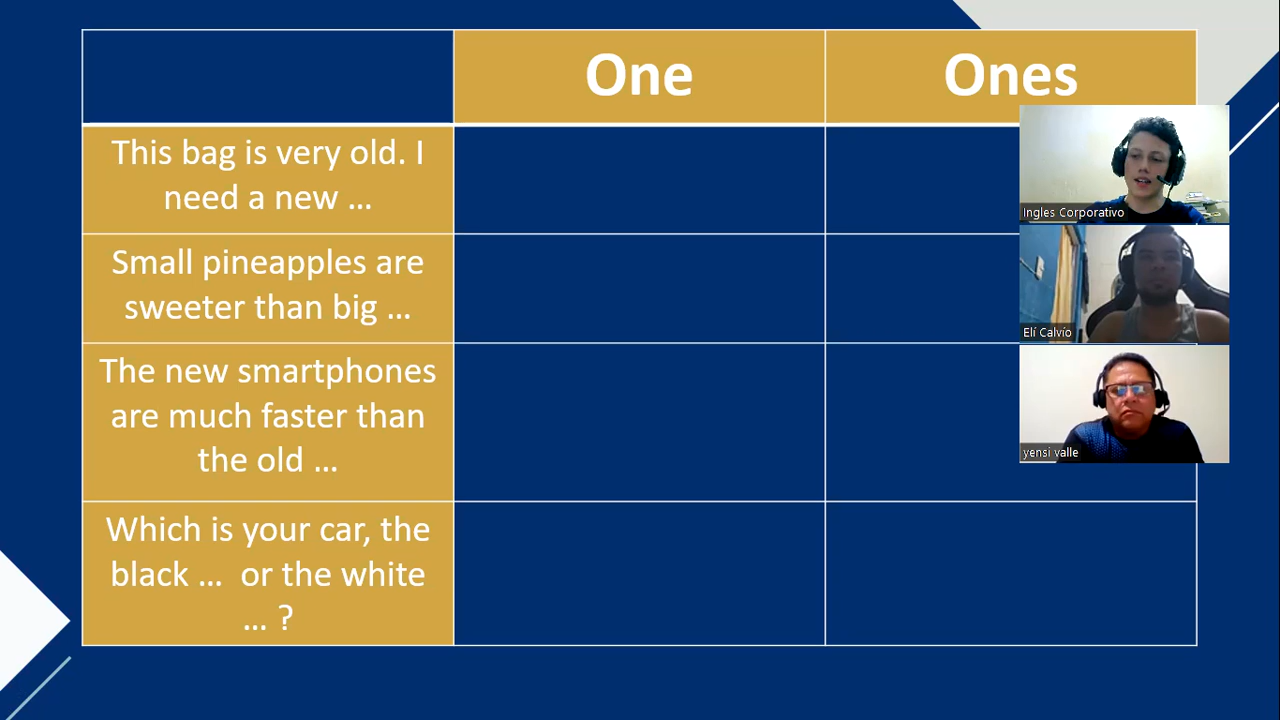 One
Ones
This bag is very old. I
need a new ...
Small pineapples are
sweeter than big ...
The new smartphones
are much faster than
the old ...
Which is your car, the
black ... or the white
... ?
Ingles Corporativo
Elí Calvío
yensi valle